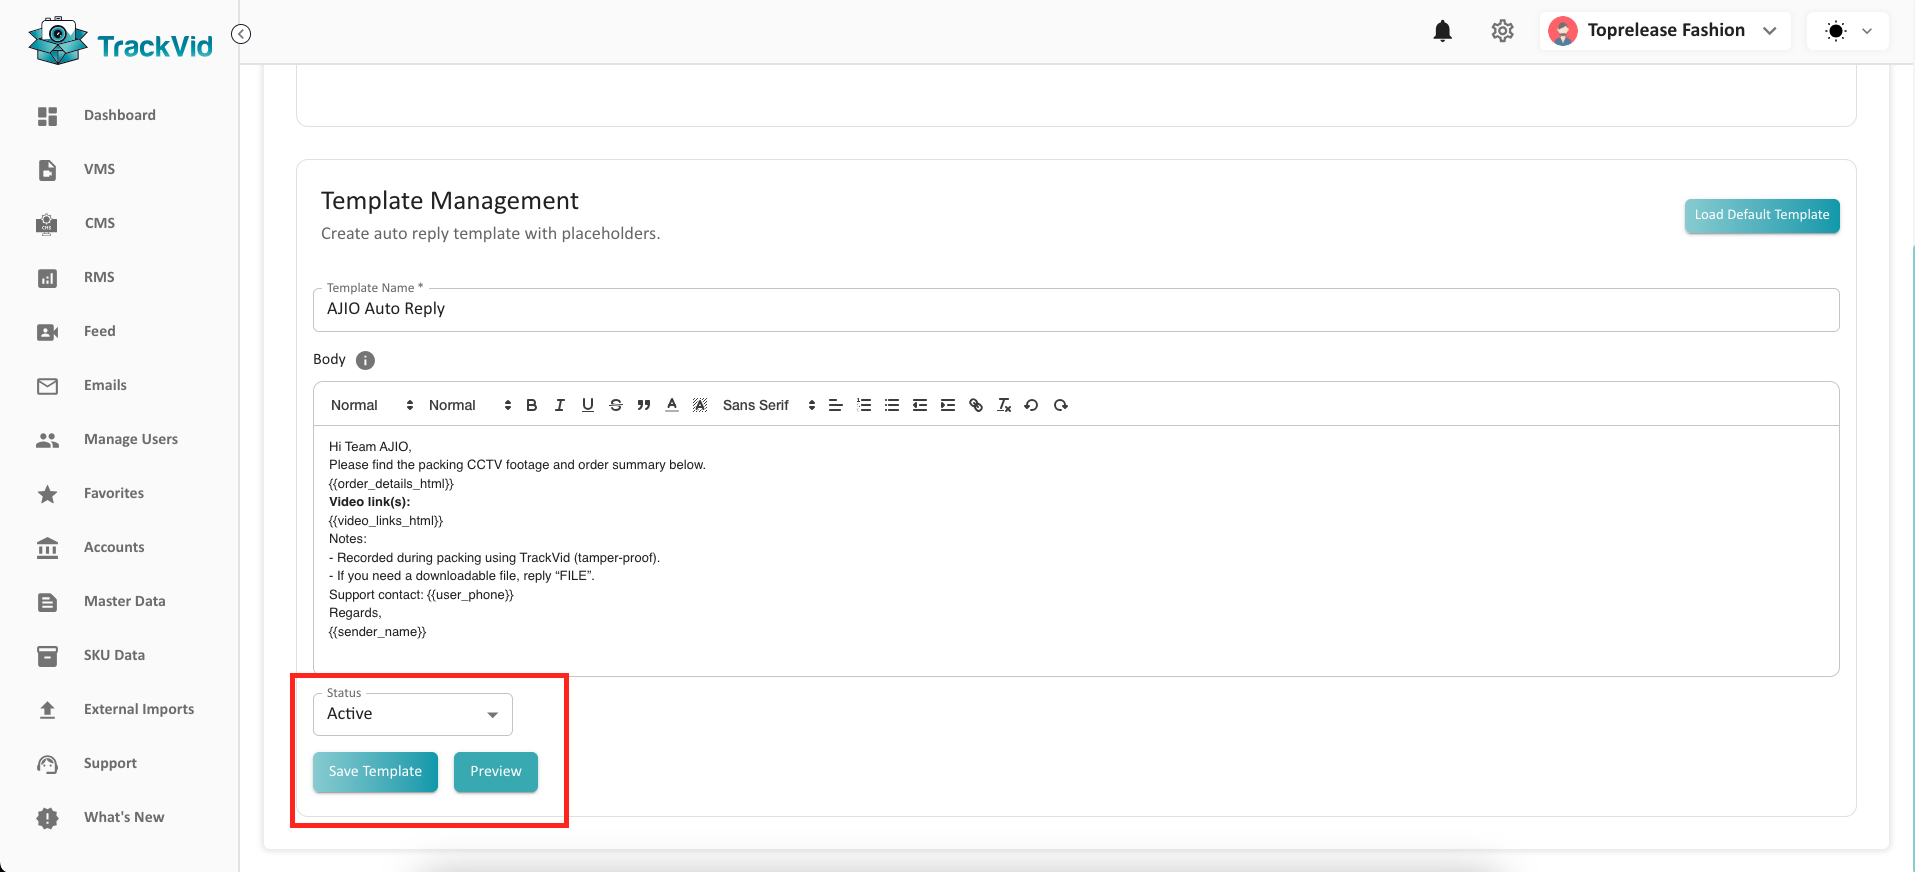 TrackVid
Toprelease Fashion
Dashboard
VMS
CMS
RMS
Feed
Emails
Manage Users
Favorites
Accounts
Master Data
SKU Data
External Imports
Support
What's New
Template Management
Create auto reply template with placeholders.
Load Default Template
Template Name *
AJIO Auto Reply
Body
Normal Normal Sans Serif
Hi Team AJIO,
Please find the packing CCTV footage and order summary below.
{{order_details_html}}
Video link(s):
{{video_links_html}}
Notes:
- Recorded during packing using TrackVid (tamper-proof).
- If you need a downloadable file, reply “FILE”.
Support contact: {{user_phone}}
Regards,
{{sender_name}}
Status
Active
Save Template Preview